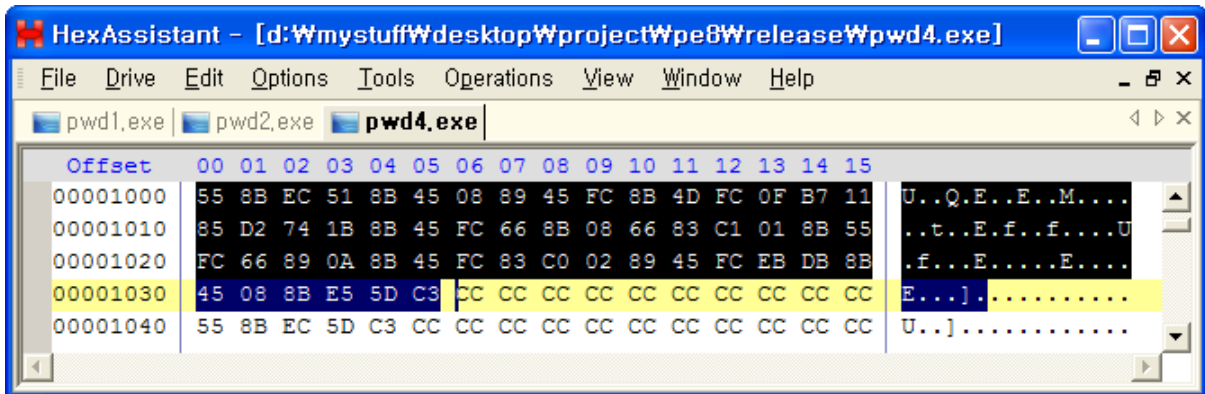 HexAssistant - [d:₩mystuff₩desktop₩project₩pe8₩release₩pwd4.exe]
File Drive Edit Options Tools Operations View Window Help
pwd1.exe pwd2.exe pwd4.exe
Offset 00 01 02 03 04 05 06 07 08 09 10 11 12 13 14 15
00001000 55 8B EC 51 8B 45 08 89 45 FC 8B 4D FC 0F B7 11 U..Q.E..E..M....
00001010 85 D2 74 1B 8B 45 FC 66 8B 08 66 83 C1 01 8B 55 ..t..E.f..f....U
00001020 FC 66 89 0A 8B 45 FC 83 C0 02 89 45 FC EB DB 8B .f...E.....E....
00001030 45 08 8B E5 5D C3 CC CC CC CC CC CC CC CC CC CC E...]...........
00001040 55 8B EC 5D C3 CC CC CC CC CC CC CC CC CC CC CC U..]............